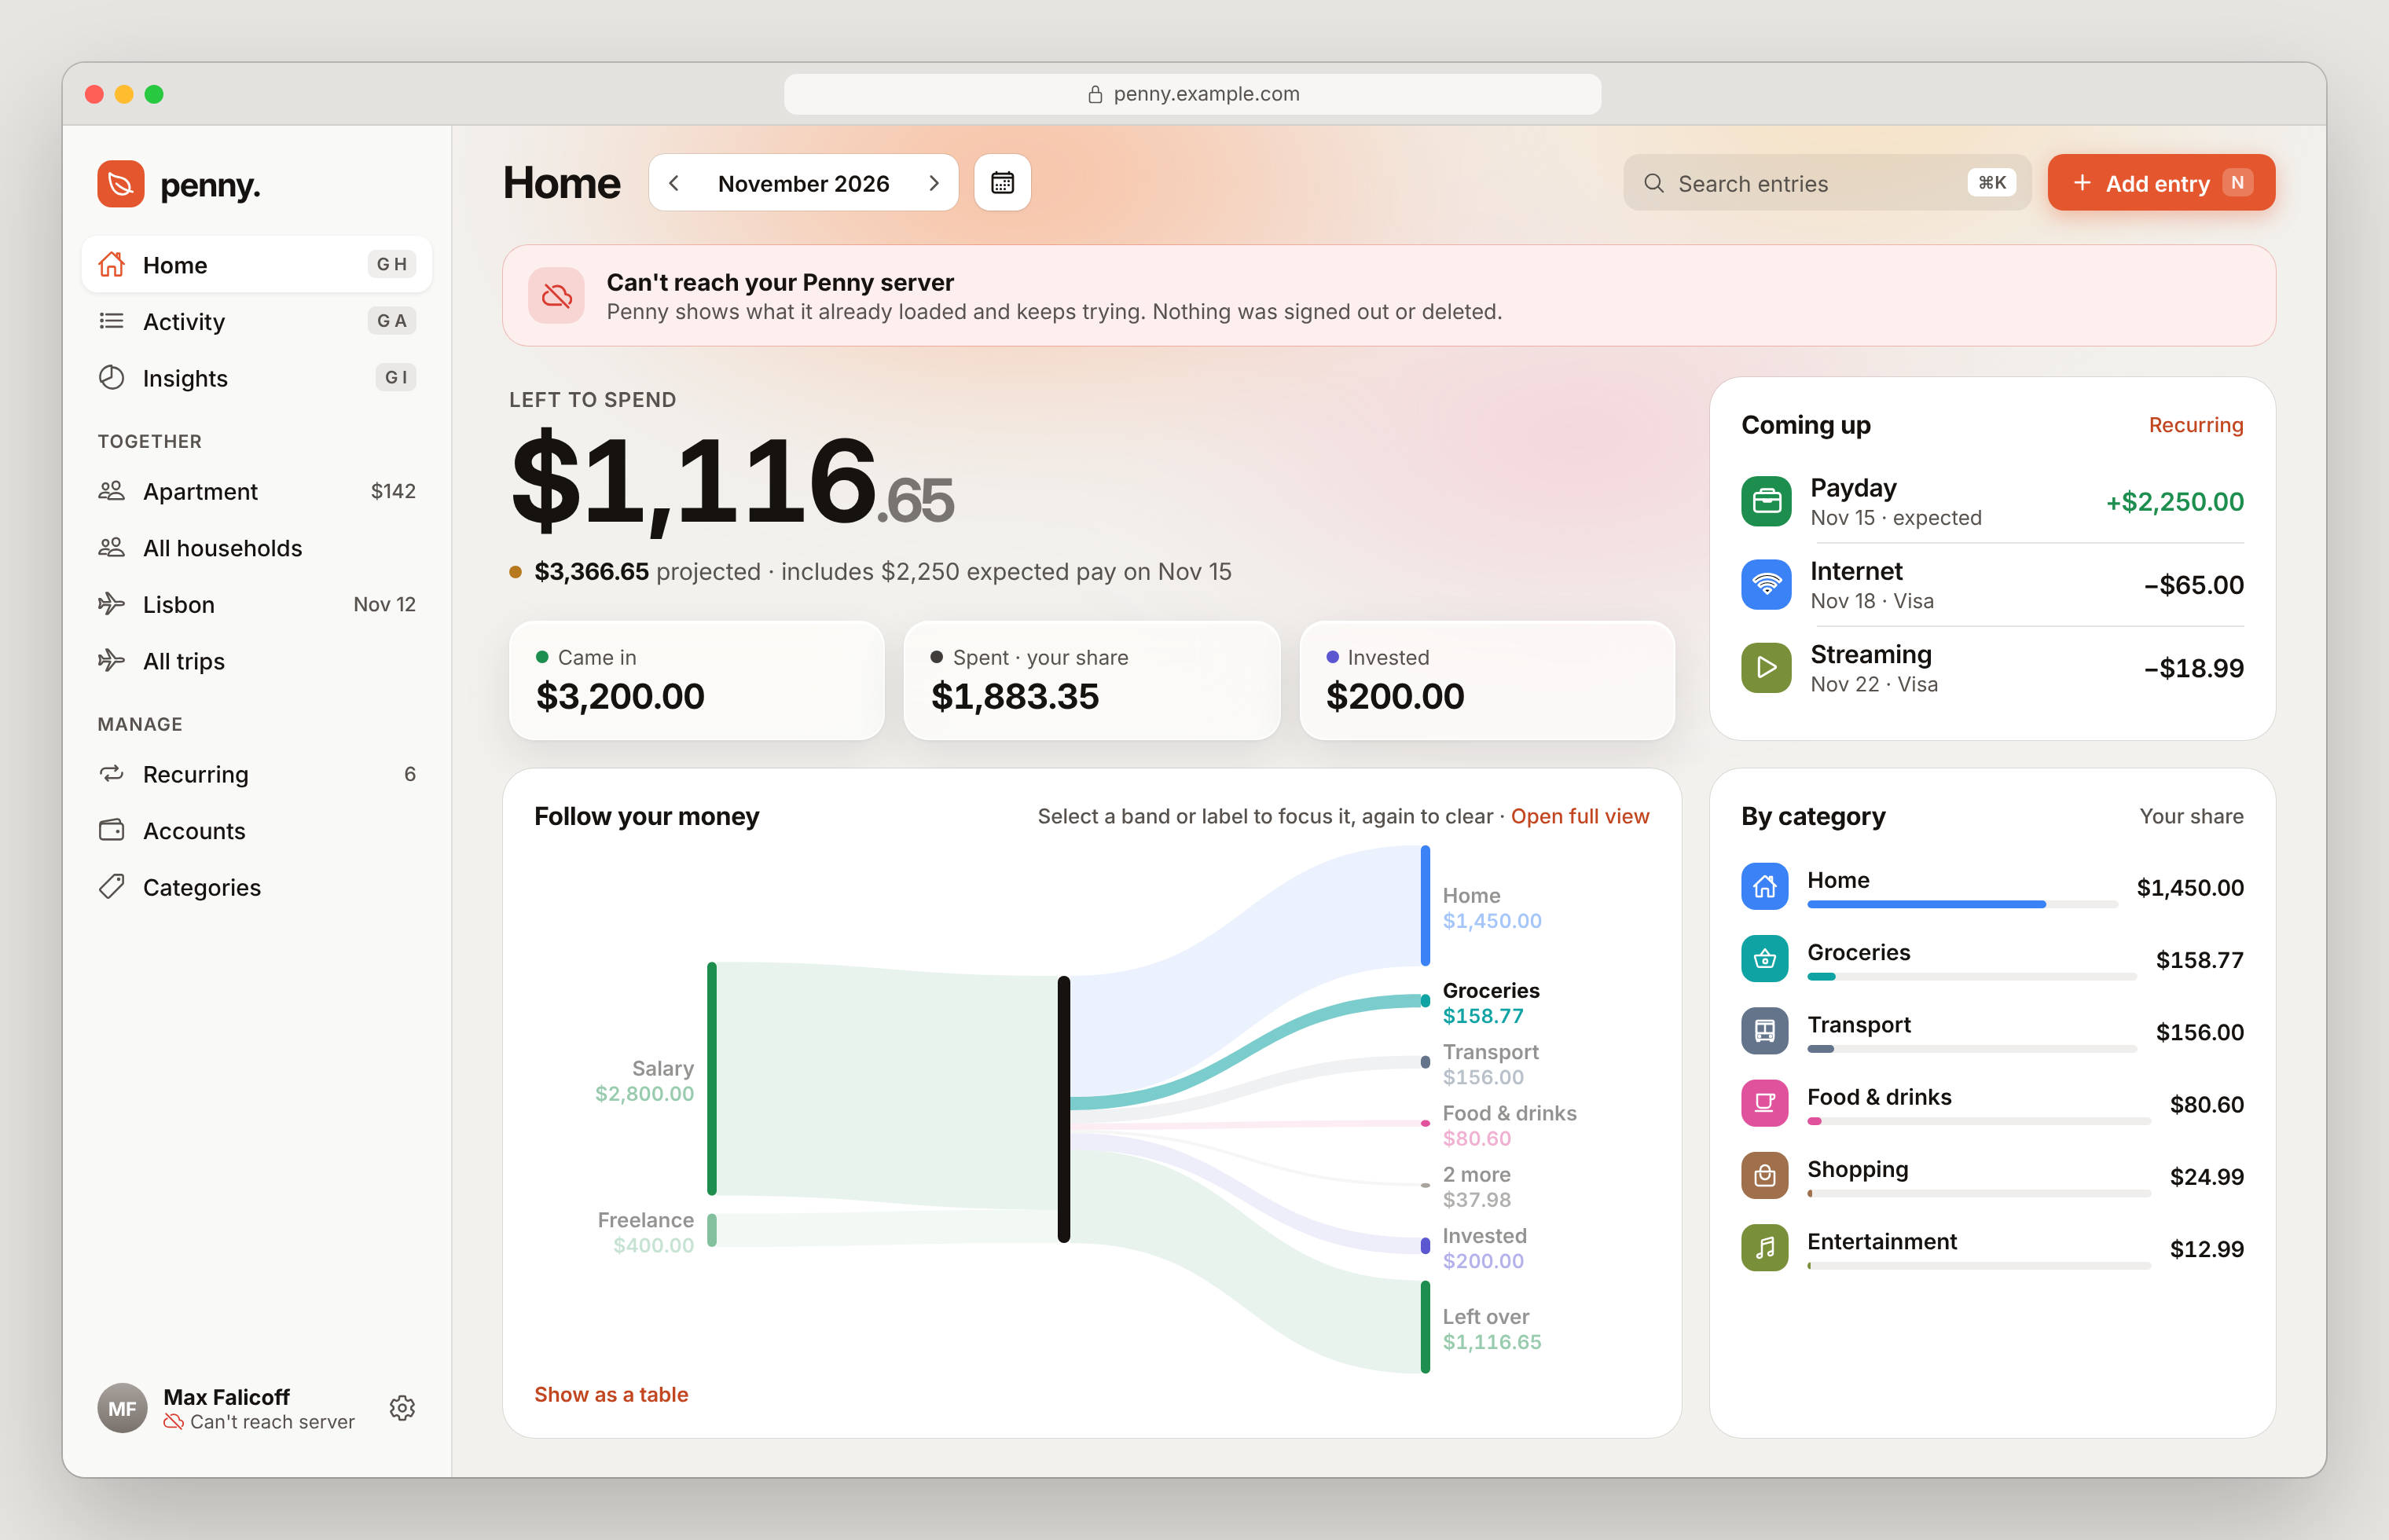 penny.example.com
penny.
Home
G H
Activity
G A
Insights
G I
TOGETHER
Apartment
$142
All households
Lisbon
Nov 12
All trips
MANAGE
Recurring
6
Accounts
Categories
MF
Max Falicoff
Can't reach server
Home
November 2026
Search entries
⌘K
Add entry
N
Can't reach your Penny server
Penny shows what it already loaded and keeps trying. Nothing was signed out or deleted.
LEFT TO SPEND
$1,116.65
$3,366.65 projected · includes $2,250 expected pay on Nov 15
Came in
$3,200.00
Spent · your share
$1,883.35
Invested
$200.00
Coming up
Recurring
Payday
Nov 15 · expected
+$2,250.00
Internet
Nov 18 · Visa
−$65.00
Streaming
Nov 22 · Visa
−$18.99
Follow your money
Select a band or label to focus it, again to clear · Open full view
Salary
$2,800.00
Freelance
$400.00
Home
$1,450.00
Groceries
$158.77
Transport
$156.00
Food & drinks
$80.60
2 more
$37.98
Invested
$200.00
Left over
$1,116.65
Show as a table
By category
Your share
Home
$1,450.00
Groceries
$158.77
Transport
$156.00
Food & drinks
$80.60
Shopping
$24.99
Entertainment
$12.99